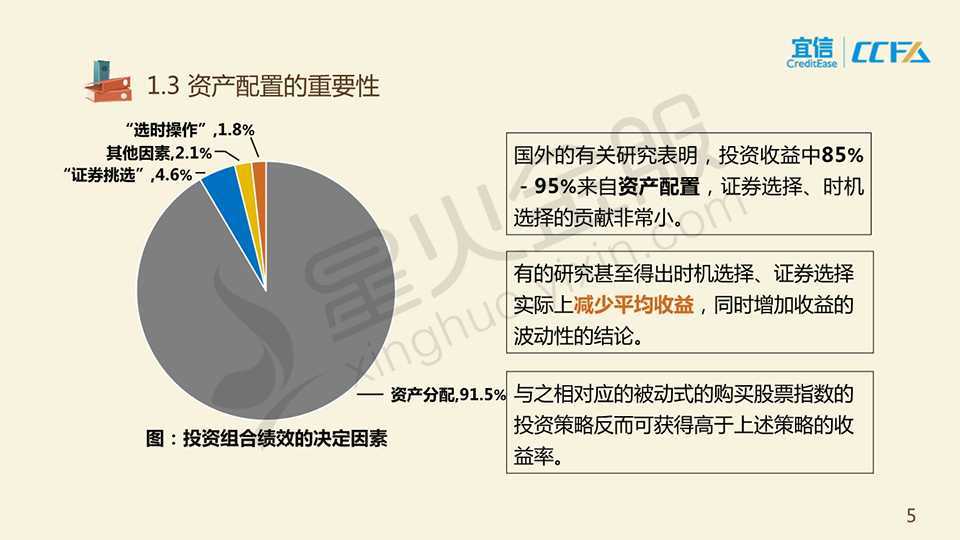 宜信
CreditEase
CCFA
1.3 资产配置的重要性
“选时操作”,1.8%
其他因素,2.1%
“证券挑选”,4.6%
资产分配,91.5%
图：投资组合绩效的决定因素
国外的有关研究表明，投资收益中85%
－95%来自资产配置，证券选择、时机
选择的贡献非常小。
有的研究甚至得出时机选择、证券选择
实际上减少平均收益，同时增加收益的
波动性的结论。
与之相对应的被动式的购买股票指数的
投资策略反而可获得高于上述策略的收
益率。
星火金服
xinghuo.yixin.com
5